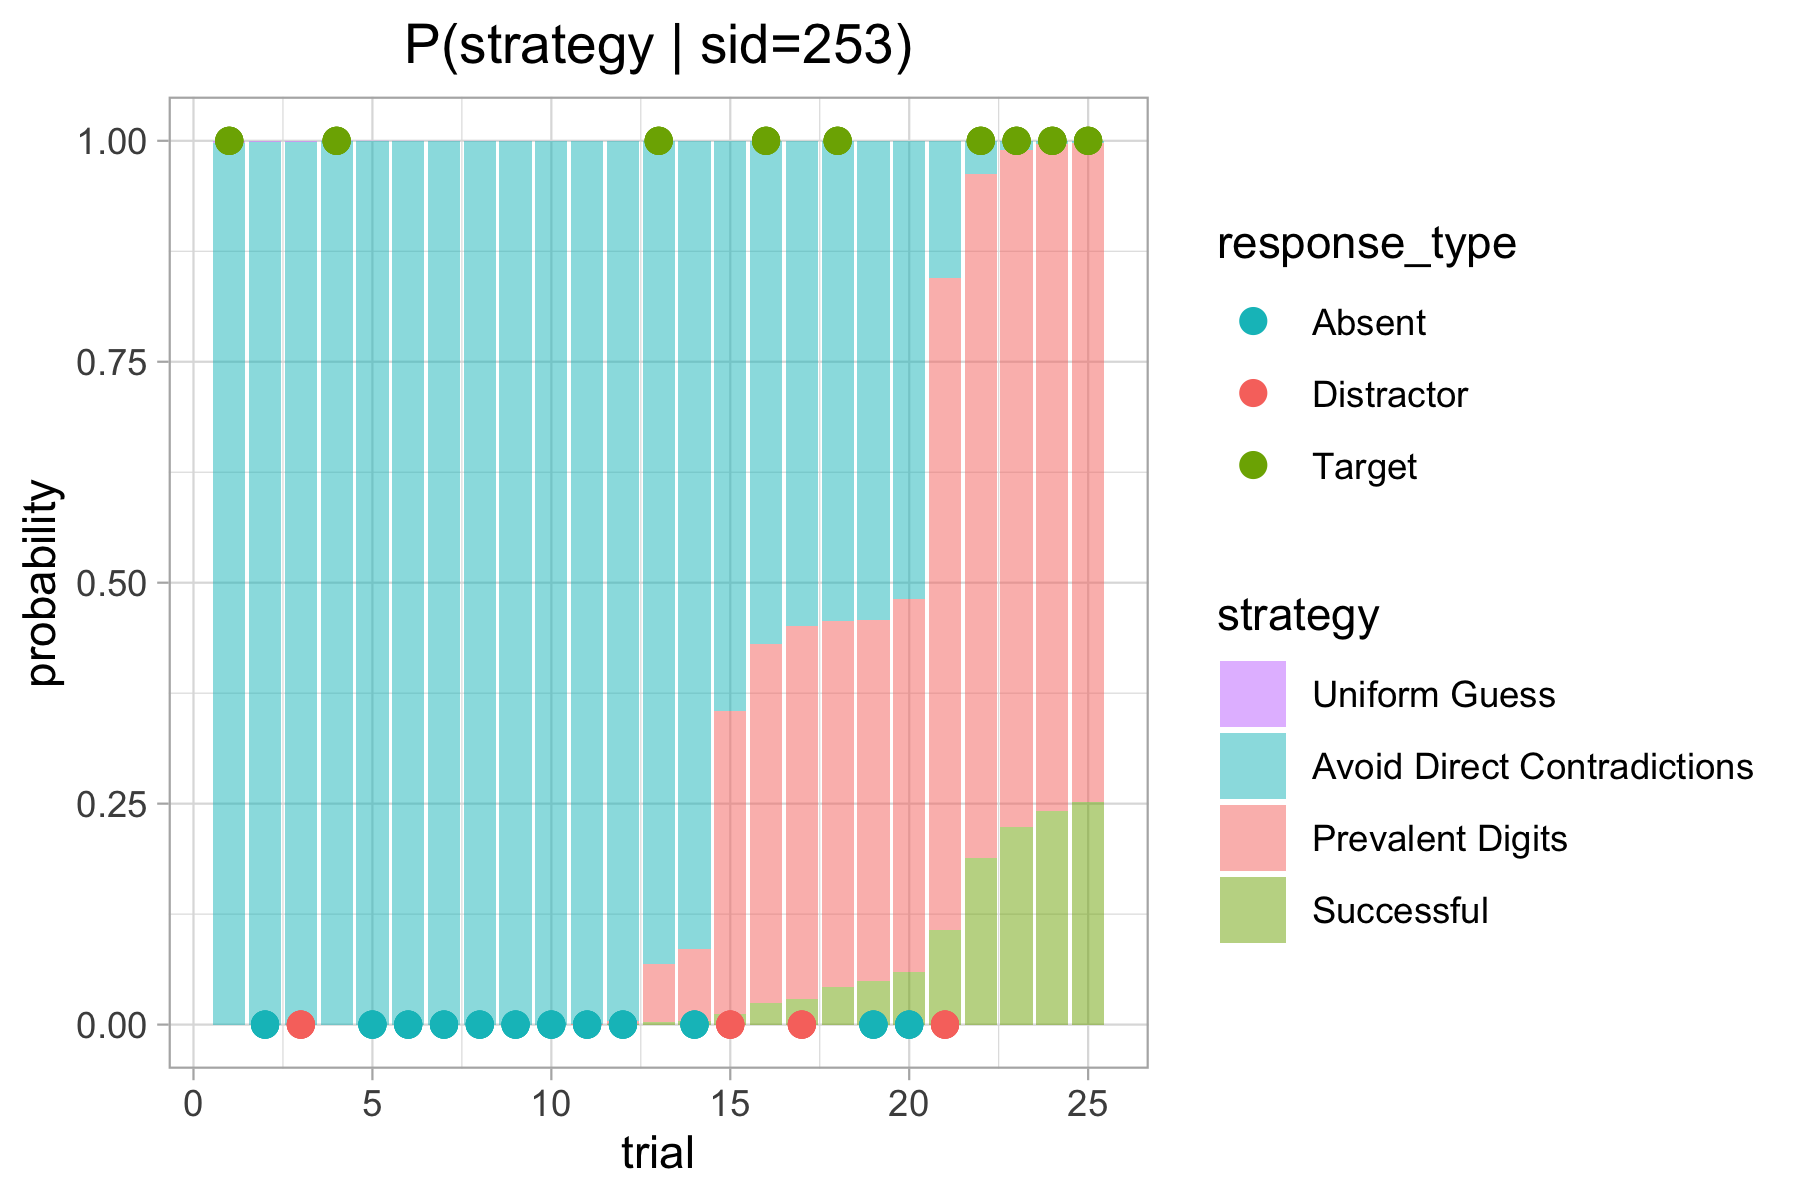 P(strategy | sid=253)
1.00
0.75
0.50
0.25
0.00
probability
0 5 10 15 20 25
trial
response_type
Absent
Distractor
Target
strategy
Uniform Guess
Avoid Direct Contradictions
Prevalent Digits
Successful